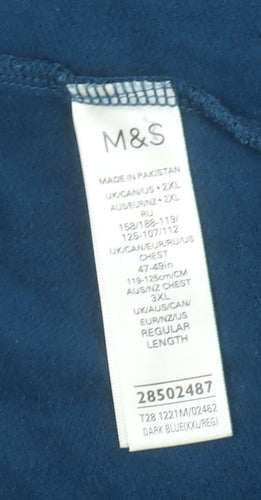 M&S
MADE IN PAKISTAN
UK/CAN/US • 2XL
AUS/EUR/NZ • 2XL
RU
158/188-119/
125-107/112
UK/CAN/EUR/RU/US
CHEST
47-49in
119-125cm/CM
AUS/NZ CHEST
3XL
UK/AUS/CAN/
EUR/NZ/US
REGULAR
LENGTH
28502487
T28 1221M/02462
DARK BLUE(XXL/REG)